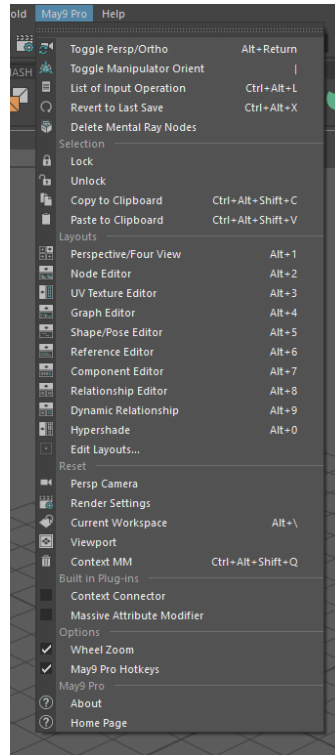 old May9 Pro Help
ASH
Toggle Persp/Ortho Alt+Return
Toggle Manipulator Orient |
List of Input Operation Ctrl+Alt+L
Revert to Last Save Ctrl+Alt+X
Delete Mental Ray Nodes
Selection
Lock
Unlock
Copy to Clipboard Ctrl+Alt+Shift+C
Paste to Clipboard Ctrl+Alt+Shift+V
Layouts
Perspective/Four View Alt+1
Node Editor Alt+2
UV Texture Editor Alt+3
Graph Editor Alt+4
Shape/Pose Editor Alt+5
Reference Editor Alt+6
Component Editor Alt+7
Relationship Editor Alt+8
Dynamic Relationship Alt+9
Hypershade Alt+0
Edit Layouts...
Reset
Persp Camera
Render Settings
Current Workspace Alt+\
Viewport
Context MM Ctrl+Alt+Shift+Q
Built in Plug-ins
Context Connector
Massive Attribute Modifier
Options
Wheel Zoom
May9 Pro Hotkeys
May9 Pro
About
Home Page